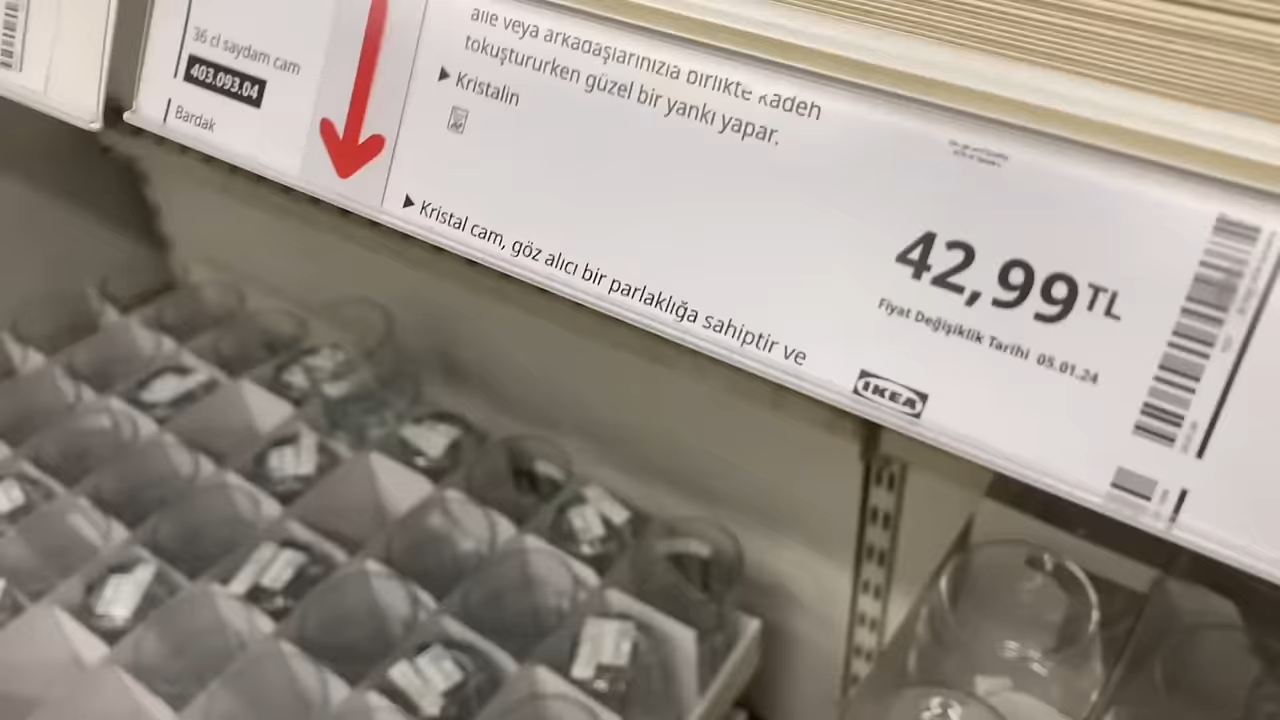 36 cl saydam cam
403.093.04
Bardak
aile veya arkadaşlarınızla birlikte kadeh
tokuştururken güzel bir yankı yapar.
▶ Kristalin
▶ Kristal cam, göz alıcı bir parlaklığa sahiptir ve
42,99TL
Fiyat Değişiklik Tarihi 05.01.24
IKEA